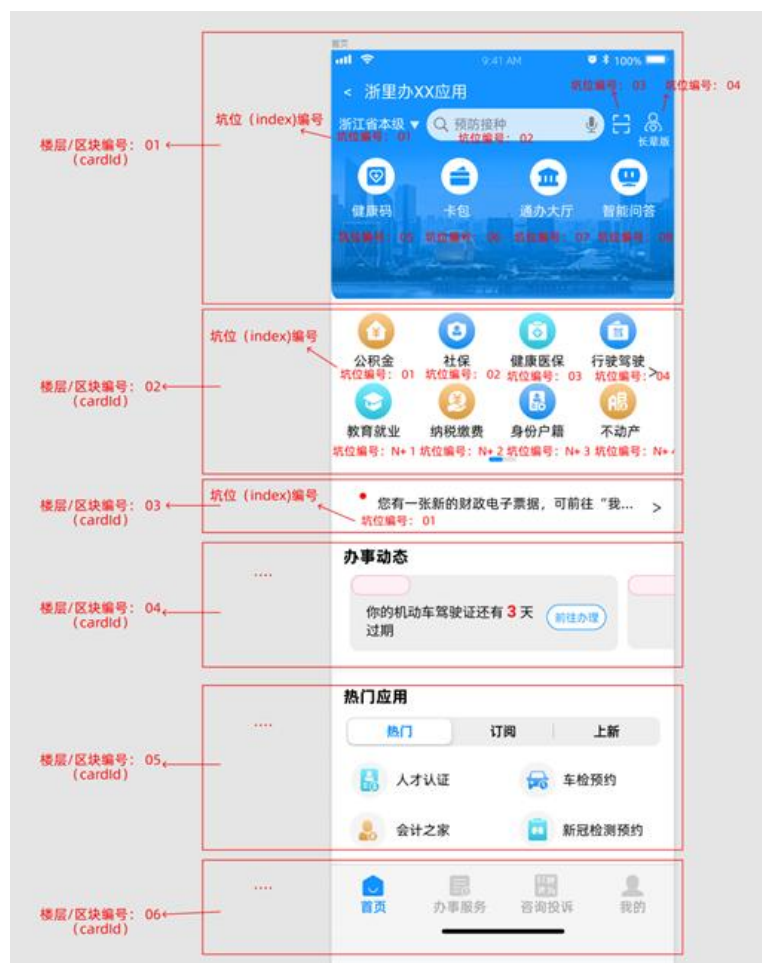 首页
9:41 AM 100%
< 浙里办XX应用
坑位编号： 03 坑位编号： 04
坑位（index)编号
浙江省本级 预防接种
坑位编号： 01 坑位编号： 02
长辈版
楼层/区块编号： 01
(cardId)
健康码 卡包 通办大厅 智能问答
坑位编号： 05 坑位编号： 06 坑位编号： 07 坑位编号： 08
坑位（index)编号
公积金 社保 健康医保 行驶驾驶
坑位编号： 01 坑位编号： 02 坑位编号： 03 坑位编号： 04
>
楼层/区块编号： 02
(cardId)
教育就业 纳税缴费 身份户籍 不动产
坑位编号： N+ 1 坑位编号： N+ 2 坑位编号： N+ 3 坑位编号： N+ 4
坑位（index)编号
您有一张新的财政电子票据，可前往“我... >
坑位编号： 01
楼层/区块编号： 03
(cardId)
办事动态
....
你的机动车驾驶证还有 3 天
过期
前往办理
楼层/区块编号： 04
(cardId)
热门应用
....
热门 订阅 上新
楼层/区块编号： 05
(cardId)
人才认证 车检预约
会计之家 新冠检测预约
....
首页 办事服务 咨询投诉 我的
楼层/区块编号： 06
(cardId)